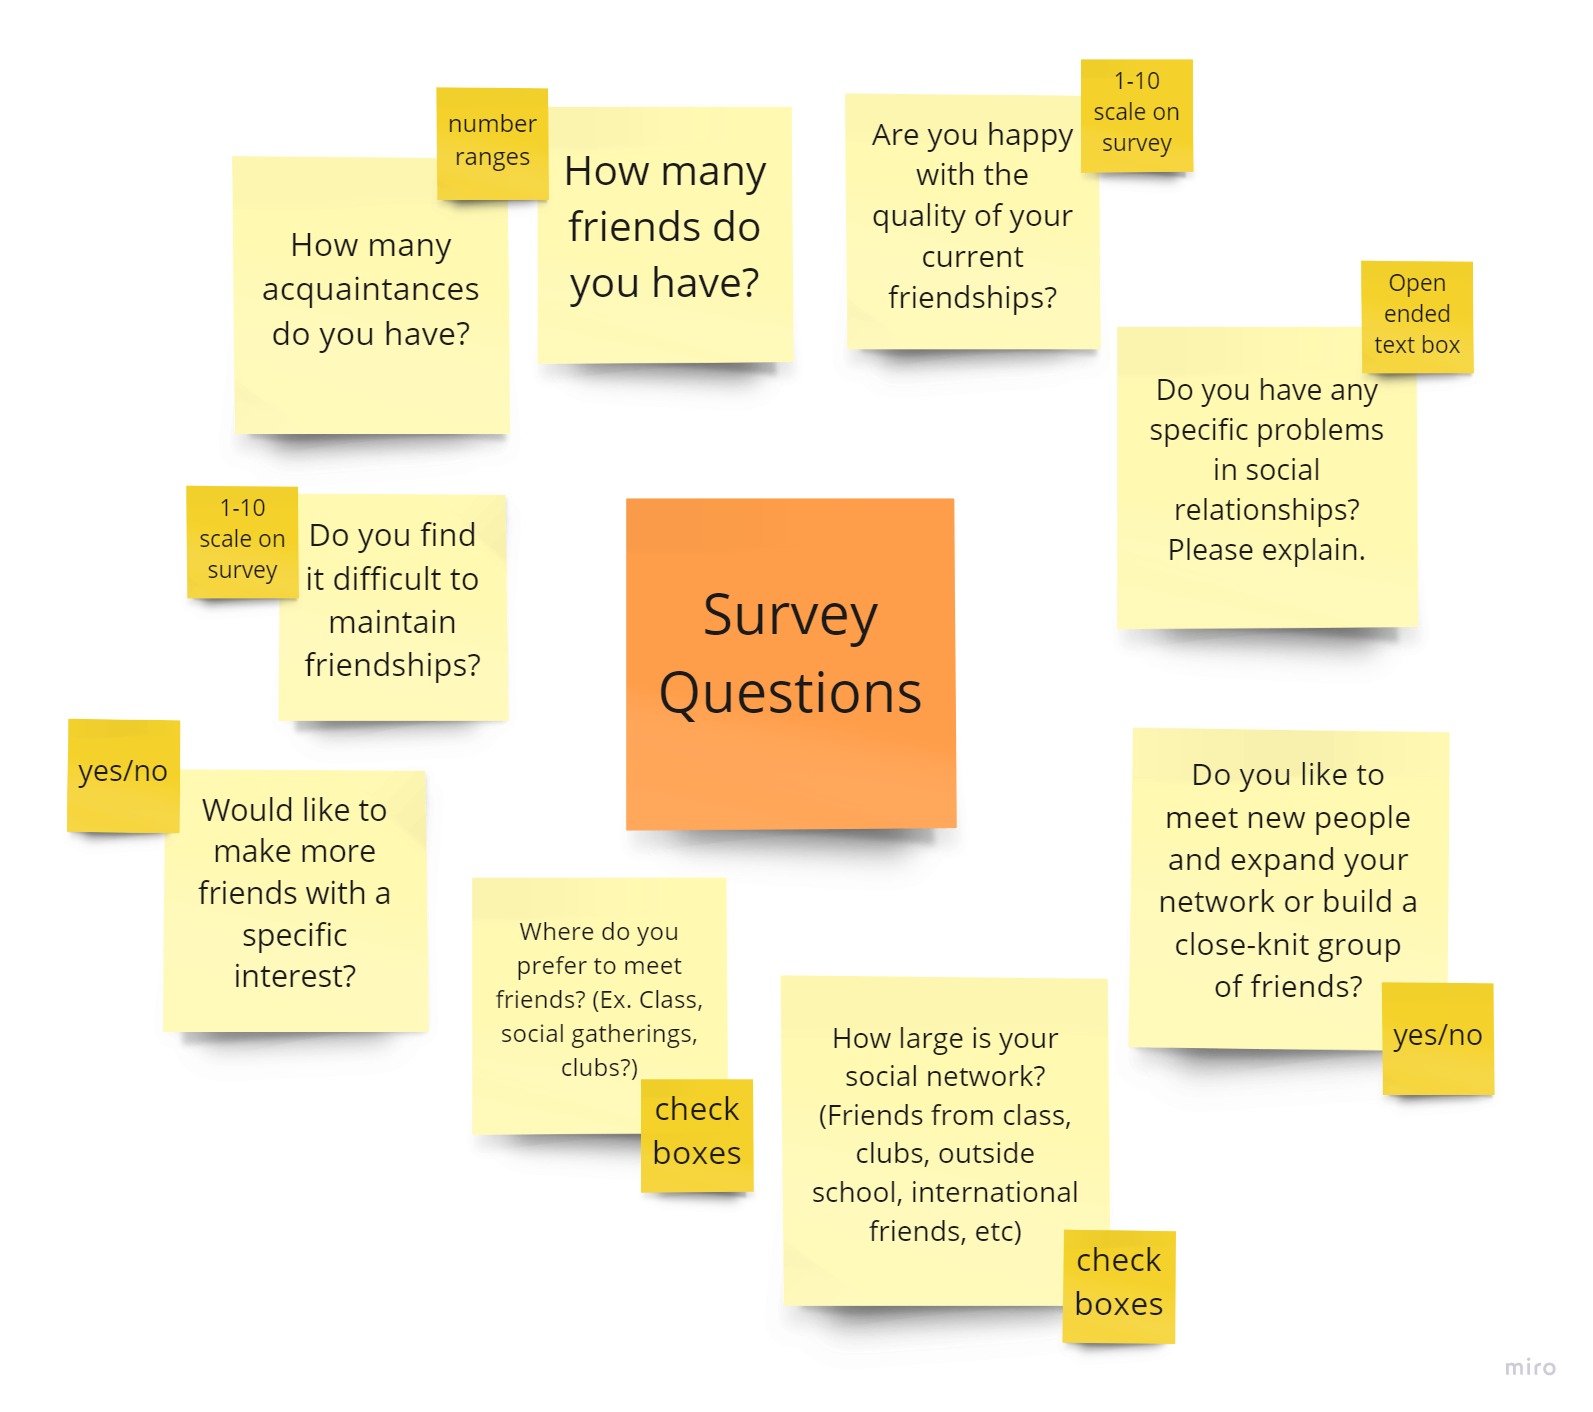 number
ranges
How many
acquaintances
do you have?
How many
friends do
you have?
1-10
scale on
survey
Are you happy
with the
quality of your
current
friendships?
Open
ended
text box
Do you have any
specific problems
in social
relationships?
Please explain.
1-10
scale on
survey
Do you find
it difficult to
maintain
friendships?
Survey
Questions
yes/no
Would like to
make more
friends with a
specific
interest?
Do you like to
meet new people
and expand your
network or build a
close-knit group
of friends?
yes/no
Where do you
prefer to meet
friends? (Ex. Class,
social gatherings,
clubs?)
check
boxes
How large is your
social network?
(Friends from class,
clubs, outside
school, international
friends, etc)
check
boxes
miro